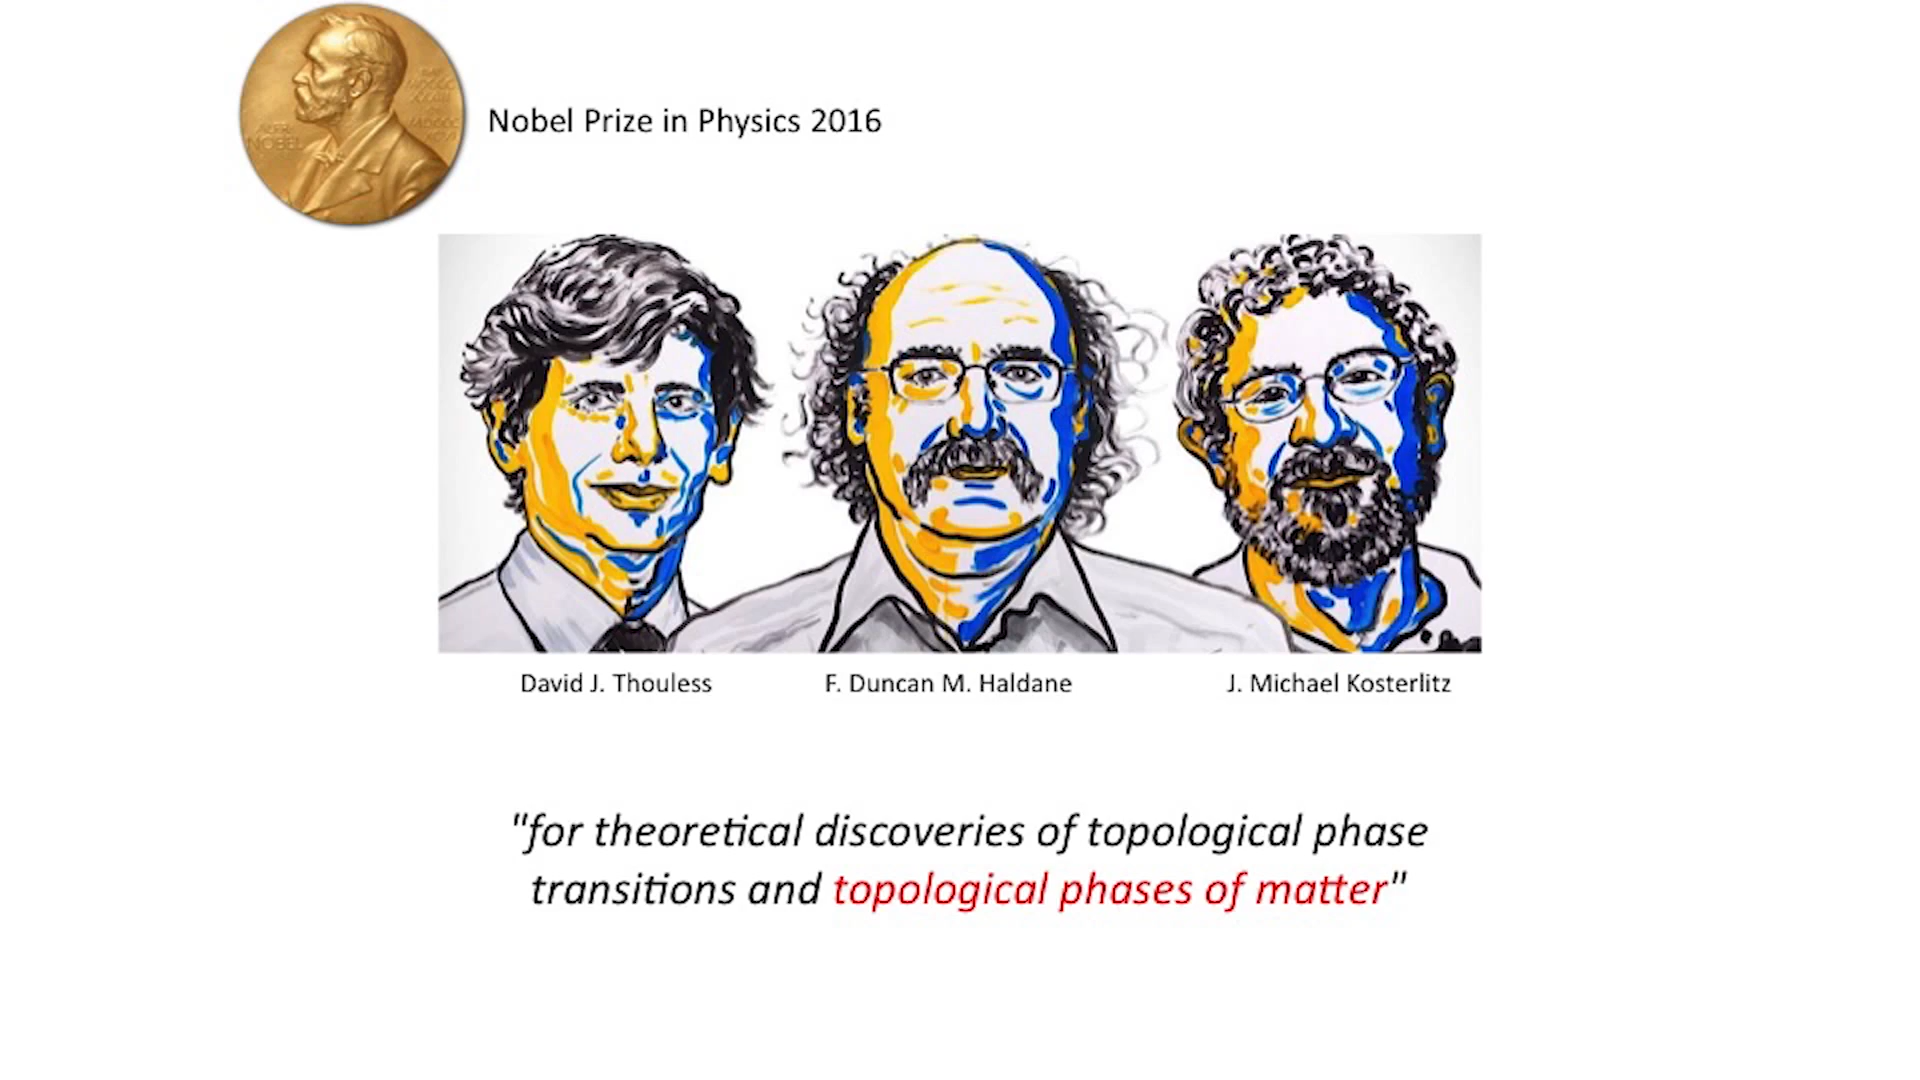 Nobel Prize in Physics 2016
David J. Thouless
F. Duncan M. Haldane
J. Michael Kosterlitz
"for theoretical discoveries of topological phase
transitions and topological phases of matter"